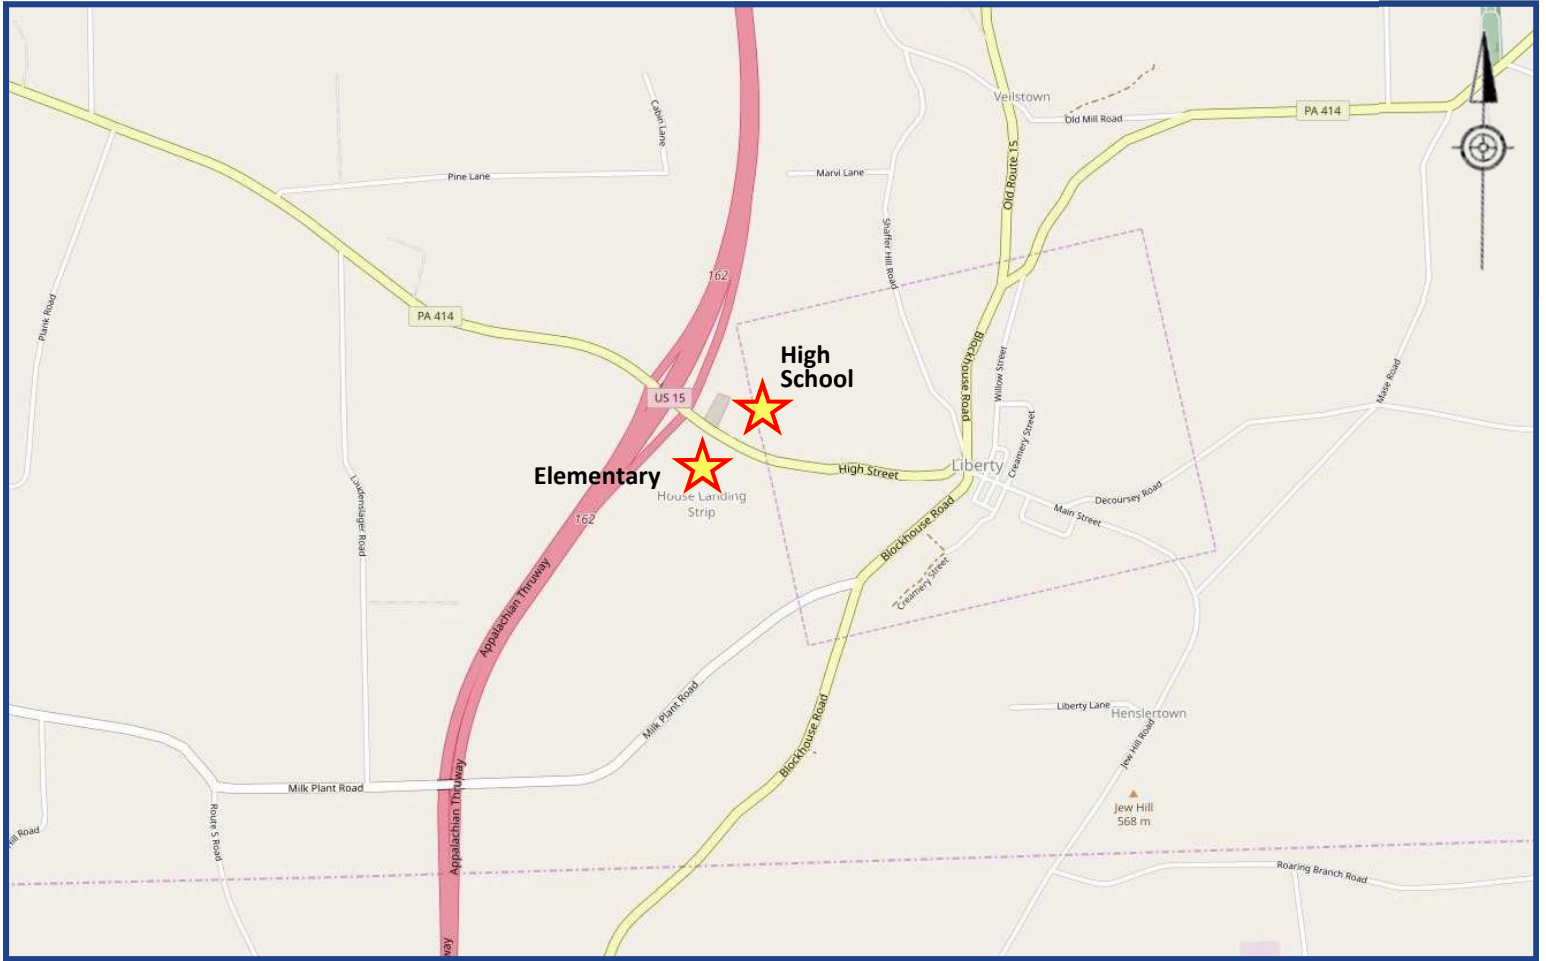 Veilstown
Old Mill Road
PA 414
Cabin Lane
Pine Lane
Marvi Lane
Old Route 15
Shaffer Hill Road
162
Plank Road
PA 414
High
School
US 15
Blockhouse Road
Willow Street
Mase Road
Creamery Street
Elementary
High Street
Liberty
House Landing
Strip
162
Decoursey Road
Main Street
Laudenslager Road
Blockhouse Road
Creamery Street
Appalachian Thruway
Milk Plant Road
Blockhouse Road
Liberty Lane
Henslertown
Jew Hill Road
Milk Plant Road
Appalachian Thruway
Jew Hill
568 m
Route S Road
Hill Road
Roaring Branch Road
way